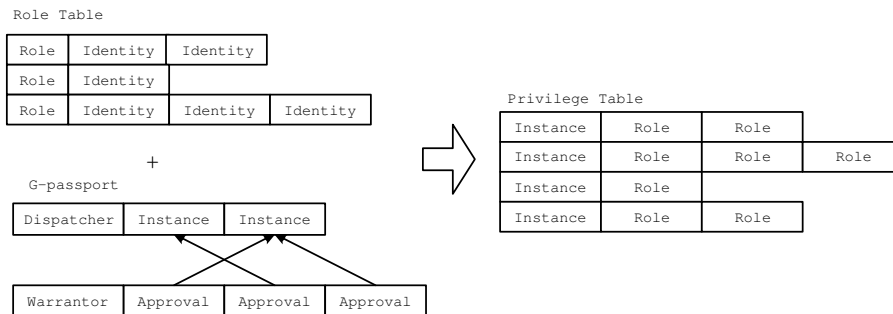 Role Table
Role Identity Identity
Role Identity
Role Identity Identity Identity
+
G-passport
Dispatcher Instance Instance
Warrantor Approval Approval Approval
Privilege Table
Instance Role Role
Instance Role Role Role
Instance Role
Instance Role Role